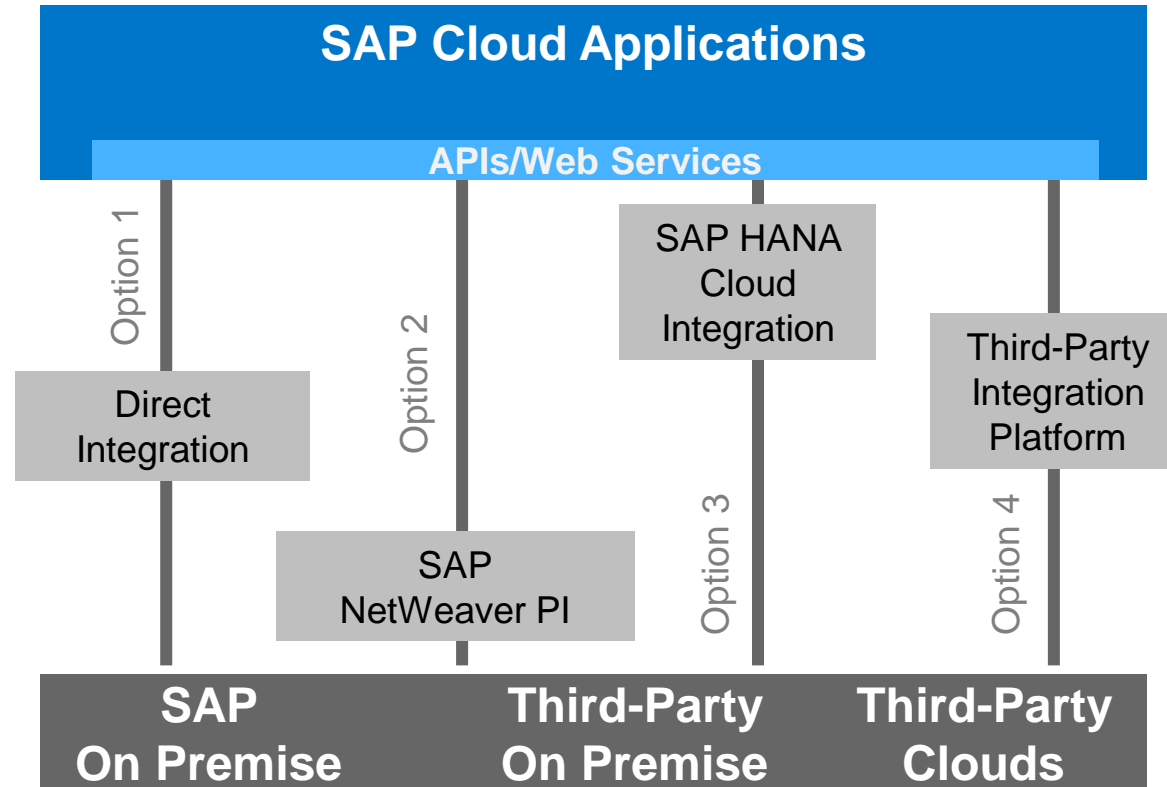 SAP Cloud Applications
APIs/Web Services
Option 1
Direct
Integration
Option 2
SAP
NetWeaver PI
SAP HANA
Cloud
Integration
Option 3
Third-Party
Integration
Platform
Option 4
SAP
On Premise
Third-Party
On Premise
Third-Party
Clouds